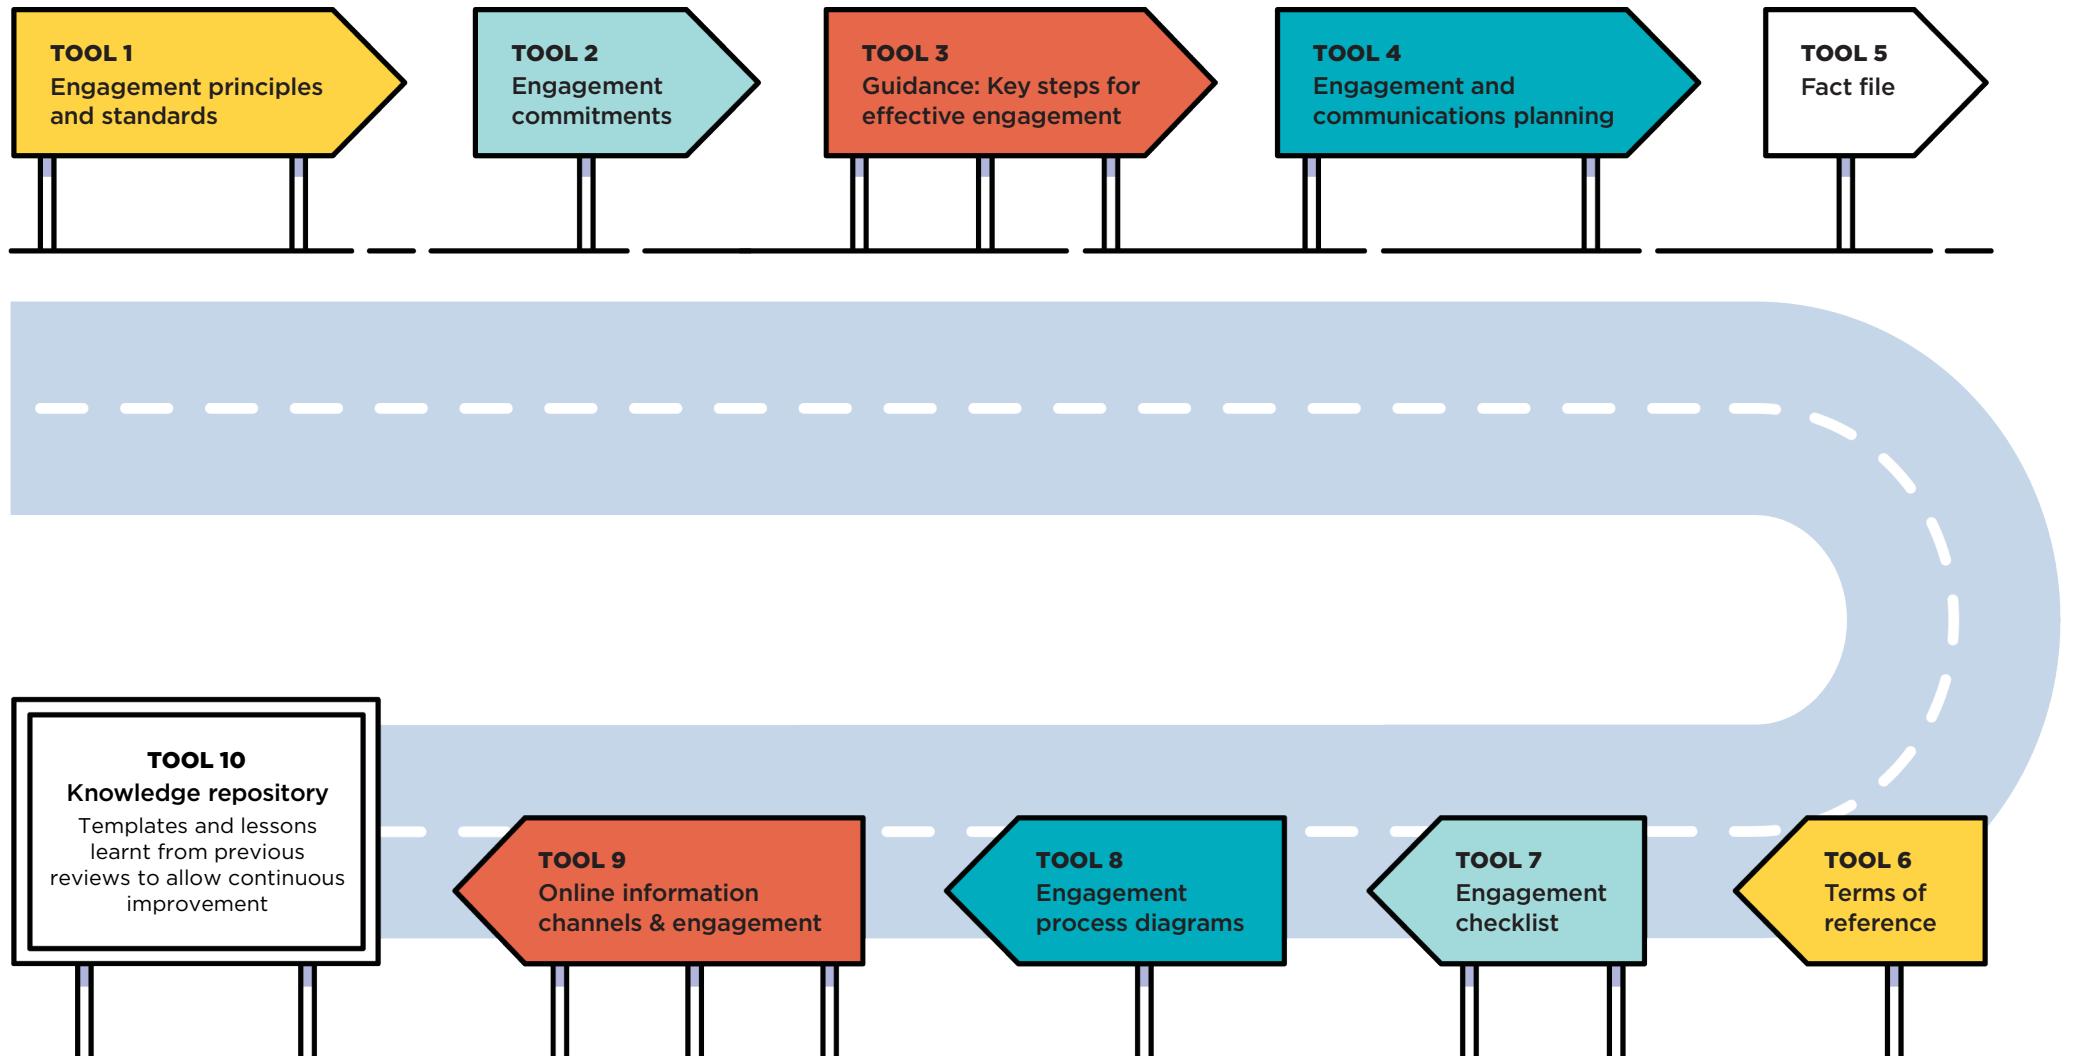 TOOL 1
Engagement principles
and standards
TOOL 2
Engagement
commitments
TOOL 3
Guidance: Key steps for
effective engagement
TOOL 4
Engagement and
communications planning
TOOL 5
Fact file
TOOL 6
Terms of
reference
TOOL 7
Engagement
checklist
TOOL 8
Engagement
process diagrams
TOOL 9
Online information
channels & engagement
TOOL 10
Knowledge repository
Templates and lessons
learnt from previous
reviews to allow continuous
improvement